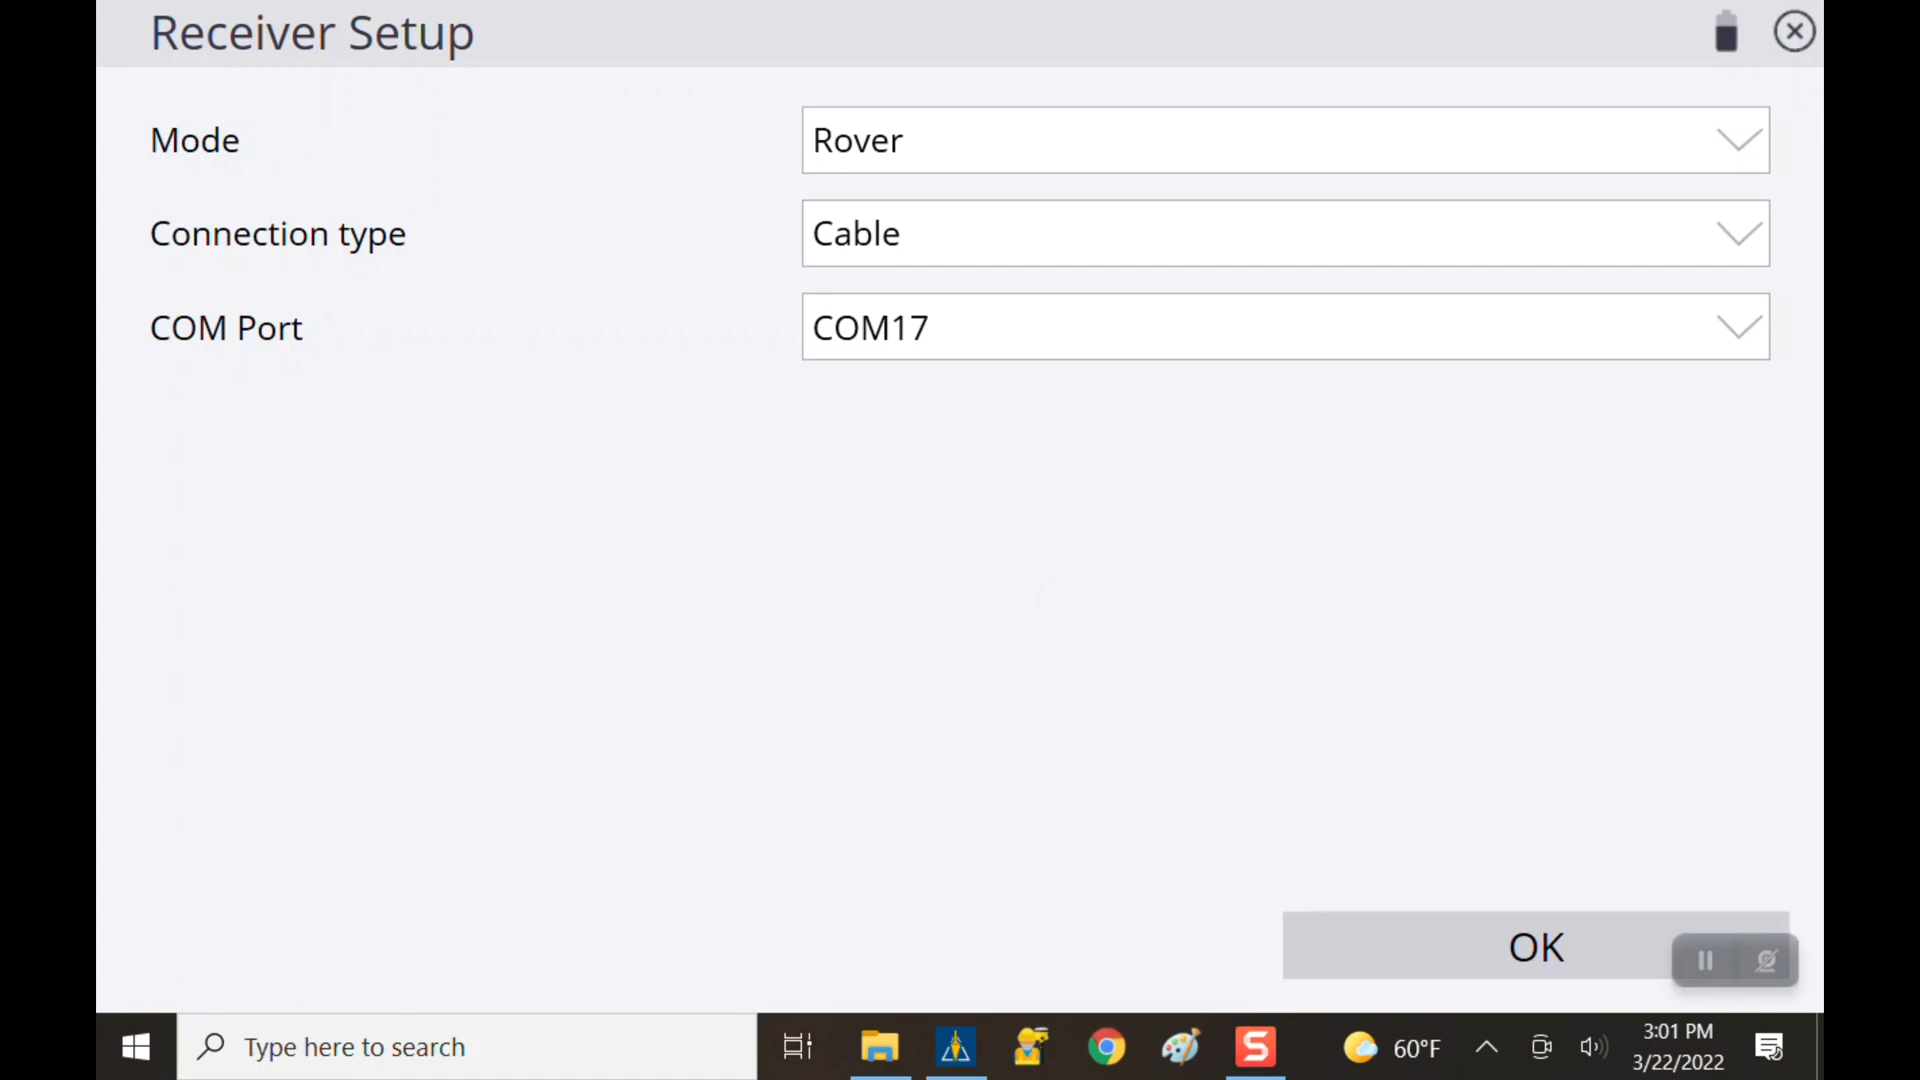 Receiver Setup
Mode
Rover
Connection type
Cable
COM Port
COM17
OK
Type here to search
S
60°F
3:01 PM
3/22/2022